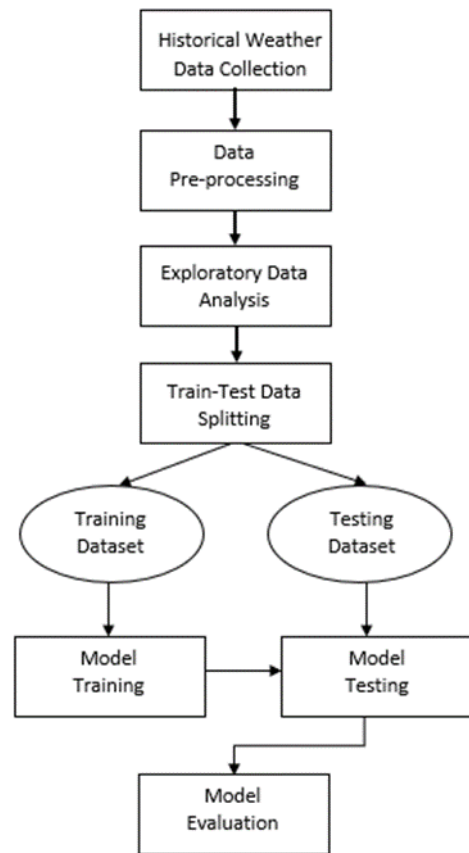 Historical Weather
Data Collection
Data
Pre-processing
Exploratory Data
Analysis
Train-Test Data
Splitting
Training
Dataset
Testing
Dataset
Model
Training
Model
Testing
Model
Evaluation